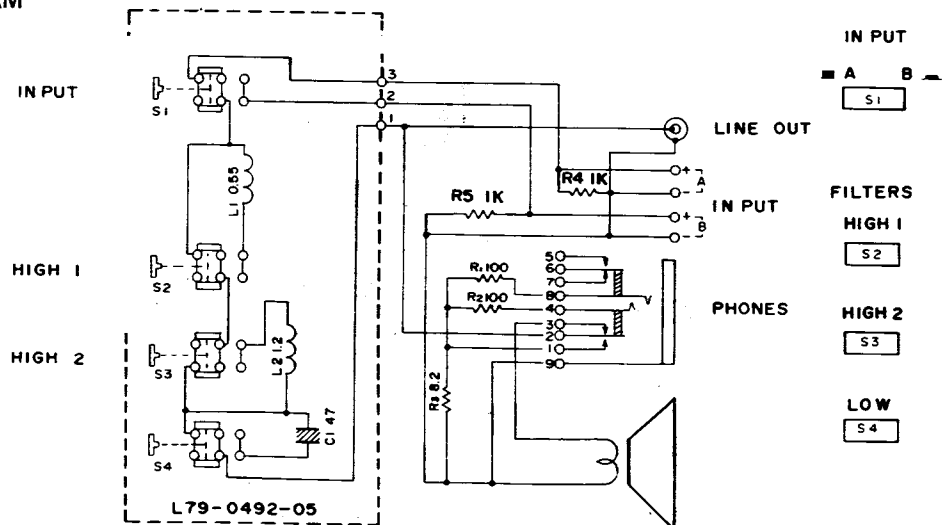 M
IN PUT
S1
3
2
1
L1 0.55
HIGH 1
S2
HIGH 2
S3
L2 1.2
C1 47
S4
L79-0492-05
LINE OUT
R4 1K
+
-
A
R5 1K
IN PUT
+
-
B
R1 100
R2 100
R3 8.2
5
6
7
8
4
3
2
1
9
PHONES
IN PUT
A B
S1
FILTERS
HIGH 1
S2
HIGH 2
S3
LOW
S4